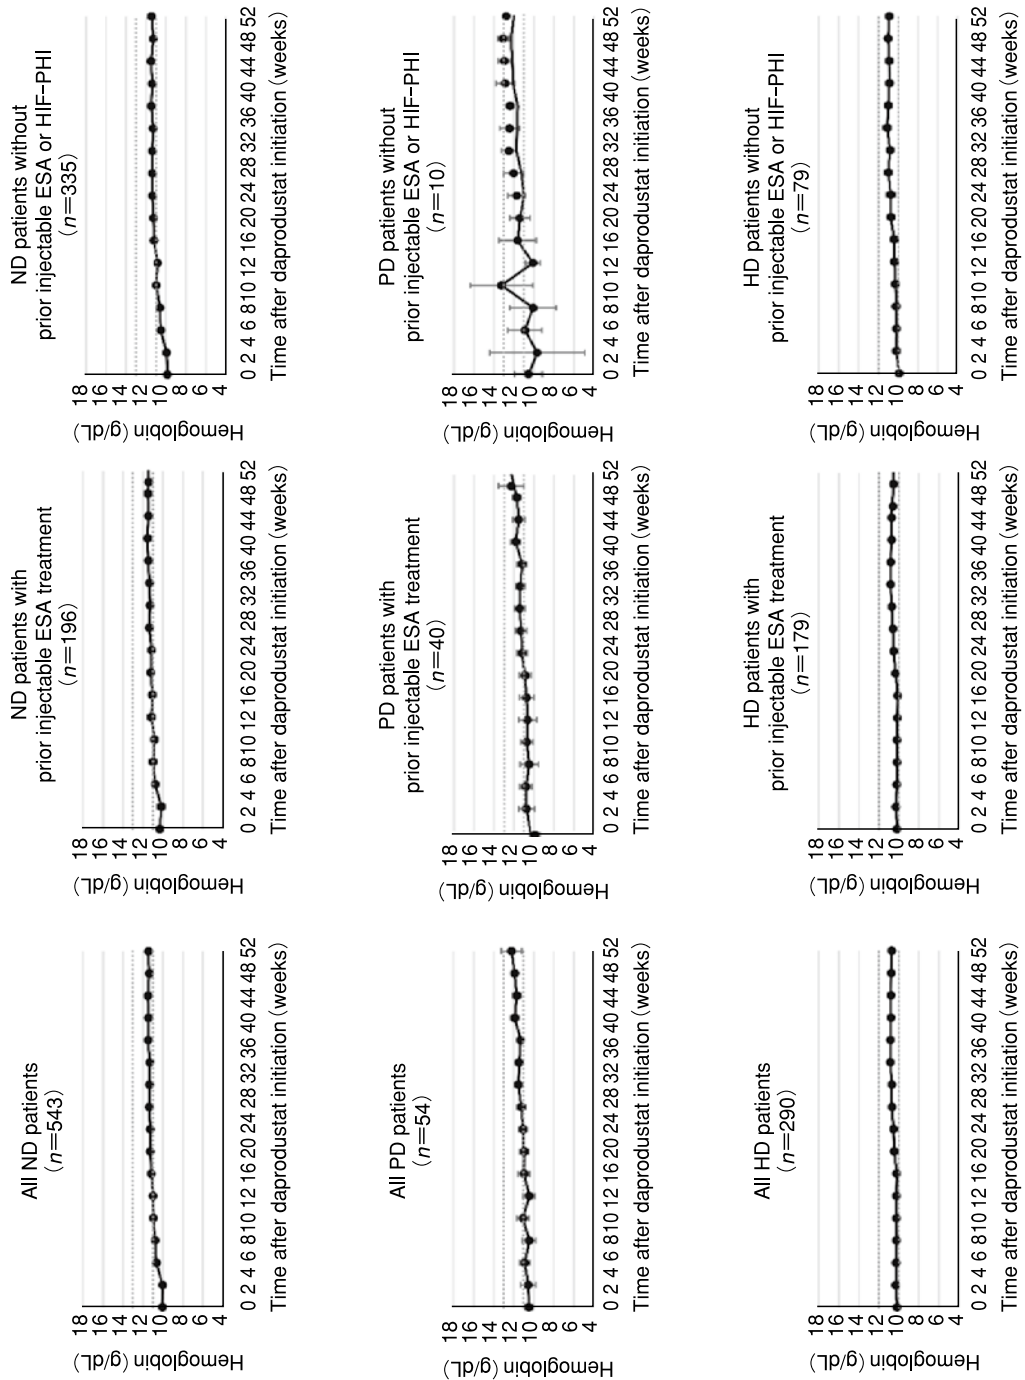 All ND patients
(n=543)
Hemoglobin (g/dL)
18
16
14
12
10
8
6
4
0 2 4 6 8 10 12 16 20 24 28 32 36 40 44 48 52
Time after daprodustat initiation (weeks)
ND patients with
prior injectable ESA treatment
(n=196)
Hemoglobin (g/dL)
18
16
14
12
10
8
6
4
0 2 4 6 8 10 12 16 20 24 28 32 36 40 44 48 52
Time after daprodustat initiation (weeks)
ND patients without
prior injectable ESA or HIF-PHI
(n=335)
Hemoglobin (g/dL)
18
16
14
12
10
8
6
4
0 2 4 6 8 10 12 16 20 24 28 32 36 40 44 48 52
Time after daprodustat initiation (weeks)
All PD patients
(n=54)
Hemoglobin (g/dL)
18
16
14
12
10
8
6
4
0 2 4 6 8 10 12 16 20 24 28 32 36 40 44 48 52
Time after daprodustat initiation (weeks)
PD patients with
prior injectable ESA treatment
(n=40)
Hemoglobin (g/dL)
18
16
14
12
10
8
6
4
0 2 4 6 8 10 12 16 20 24 28 32 36 40 44 48 52
Time after daprodustat initiation (weeks)
PD patients without
prior injectable ESA or HIF-PHI
(n=10)
Hemoglobin (g/dL)
18
16
14
12
10
8
6
4
0 2 4 6 8 10 12 16 20 24 28 32 36 40 44 48 52
Time after daprodustat initiation (weeks)
All HD patients
(n=290)
Hemoglobin (g/dL)
18
16
14
12
10
8
6
4
0 2 4 6 8 10 12 16 20 24 28 32 36 40 44 48 52
Time after daprodustat initiation (weeks)
HD patients with
prior injectable ESA treatment
(n=179)
Hemoglobin (g/dL)
18
16
14
12
10
8
6
4
0 2 4 6 8 10 12 16 20 24 28 32 36 40 44 48 52
Time after daprodustat initiation (weeks)
HD patients without
prior injectable ESA or HIF-PHI
(n=79)
Hemoglobin (g/dL)
18
16
14
12
10
8
6
4
0 2 4 6 8 10 12 16 20 24 28 32 36 40 44 48 52
Time after daprodustat initiation (weeks)